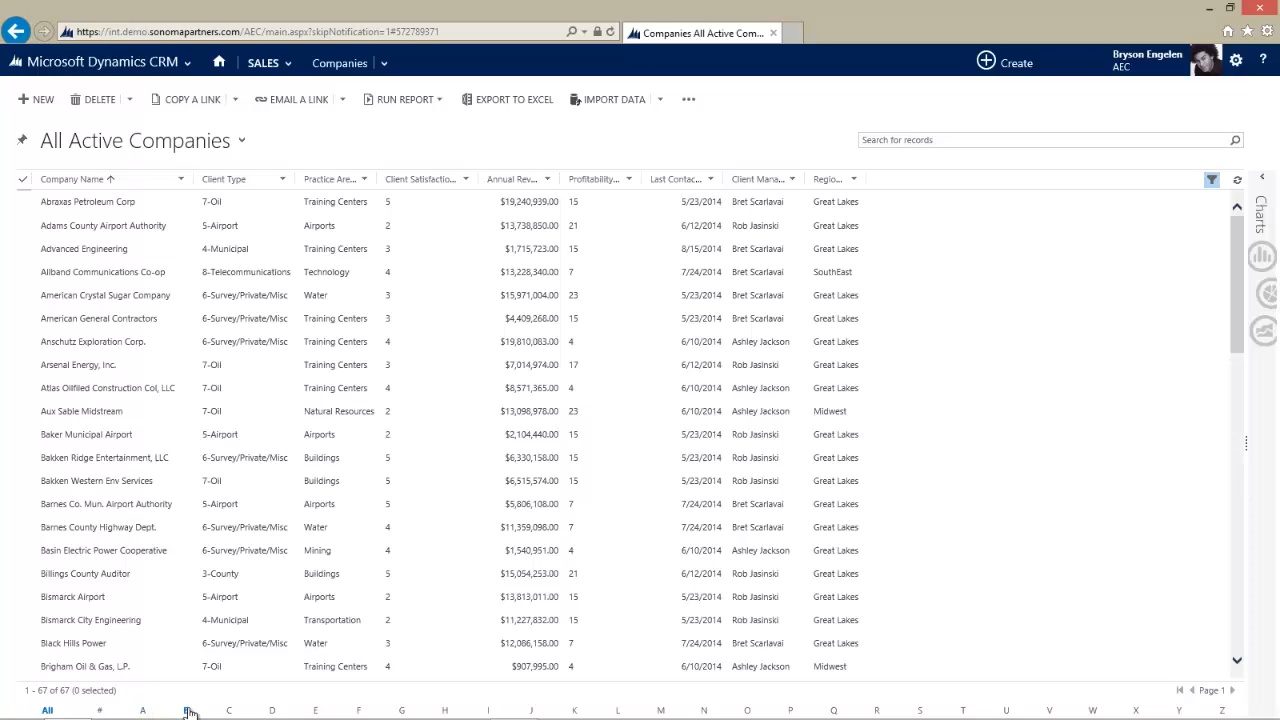 https://int.demo.sonomapartners.com/AEC/main.aspx?skipNotification=1#572789371
Companies All Active Com...
Microsoft Dynamics CRM
SALES
Companies
Create
Bryson Engelen
AEC
?
NEW
DELETE
COPY A LINK
EMAIL A LINK
RUN REPORT
EXPORT TO EXCEL
IMPORT DATA
All Active Companies
Search for records
Company Name Client Type Practice Are... Client Satisfactio... Annual Rev... Profitability... Last Contac... Client Mana... Regio...
Abraxas Petroleum Corp 7-Oil Training Centers 5 $19,240,939.00 15 5/23/2014 Bret Scarlavai Great Lakes
Adams County Airport Authority 5-Airport Airports 2 $13,738,850.00 21 6/12/2014 Rob Jasinski Great Lakes
Advanced Engineering 4-Municipal Training Centers 3 $1,715,723.00 15 8/15/2014 Bret Scarlavai Great Lakes
Allband Communications Co-op 8-Telecommunications Technology 4 $13,228,340.00 7 7/24/2014 Bret Scarlavai SouthEast
American Crystal Sugar Company 6-Survey/Private/Misc Water 3 $15,971,004.00 23 5/23/2014 Bret Scarlavai Great Lakes
American General Contractors 6-Survey/Private/Misc Training Centers 3 $4,409,268.00 15 5/23/2014 Bret Scarlavai Great Lakes
Anschutz Exploration Corp. 6-Survey/Private/Misc Training Centers 4 $19,810,083.00 4 6/10/2014 Ashley Jackson Great Lakes
Arsenal Energy, Inc. 7-Oil Training Centers 3 $7,014,974.00 17 6/12/2014 Rob Jasinski Great Lakes
Atlas Oilfiled Construction Col, LLC 7-Oil Training Centers 4 $8,571,365.00 4 6/10/2014 Ashley Jackson Great Lakes
Aux Sable Midstream 7-Oil Natural Resources 2 $13,098,978.00 23 6/10/2014 Ashley Jackson Midwest
Baker Municipal Airport 5-Airport Airports 2 $2,104,440.00 15 5/23/2014 Rob Jasinski Great Lakes
Bakken Ridge Entertainment, LLC 6-Survey/Private/Misc Buildings 5 $6,330,158.00 15 5/23/2014 Rob Jasinski Great Lakes
Bakken Western Env Services 7-Oil Buildings 5 $6,515,574.00 15 5/23/2014 Rob Jasinski Great Lakes
Barnes Co. Mun. Airport Authority 5-Airport Airports 5 $5,806,108.00 7 7/24/2014 Bret Scarlavai Great Lakes
Barnes County Highway Dept. 6-Survey/Private/Misc Water 4 $11,359,098.00 7 7/24/2014 Bret Scarlavai Great Lakes
Basin Electric Power Cooperative 6-Survey/Private/Misc Mining 4 $1,540,951.00 4 6/10/2014 Ashley Jackson Great Lakes
Billings County Auditor 3-County Buildings 5 $15,054,253.00 21 6/12/2014 Rob Jasinski Great Lakes
Bismarck Airport 5-Airport Airports 2 $13,813,011.00 15 5/23/2014 Rob Jasinski Great Lakes
Bismarck City Engineering 4-Municipal Transportation 2 $11,227,832.00 15 5/23/2014 Rob Jasinski Great Lakes
Black Hills Power 6-Survey/Private/Misc Water 3 $12,086,158.00 7 7/24/2014 Bret Scarlavai Great Lakes
Brigham Oil & Gas, L.P. 7-Oil Training Centers 4 $907,995.00 4 6/10/2014 Ashley Jackson Midwest
Charts
1 - 67 of 67 (0 selected)
Page 1
All # A B C D E F G H I J K L M N O P Q R S T U V W X Y Z